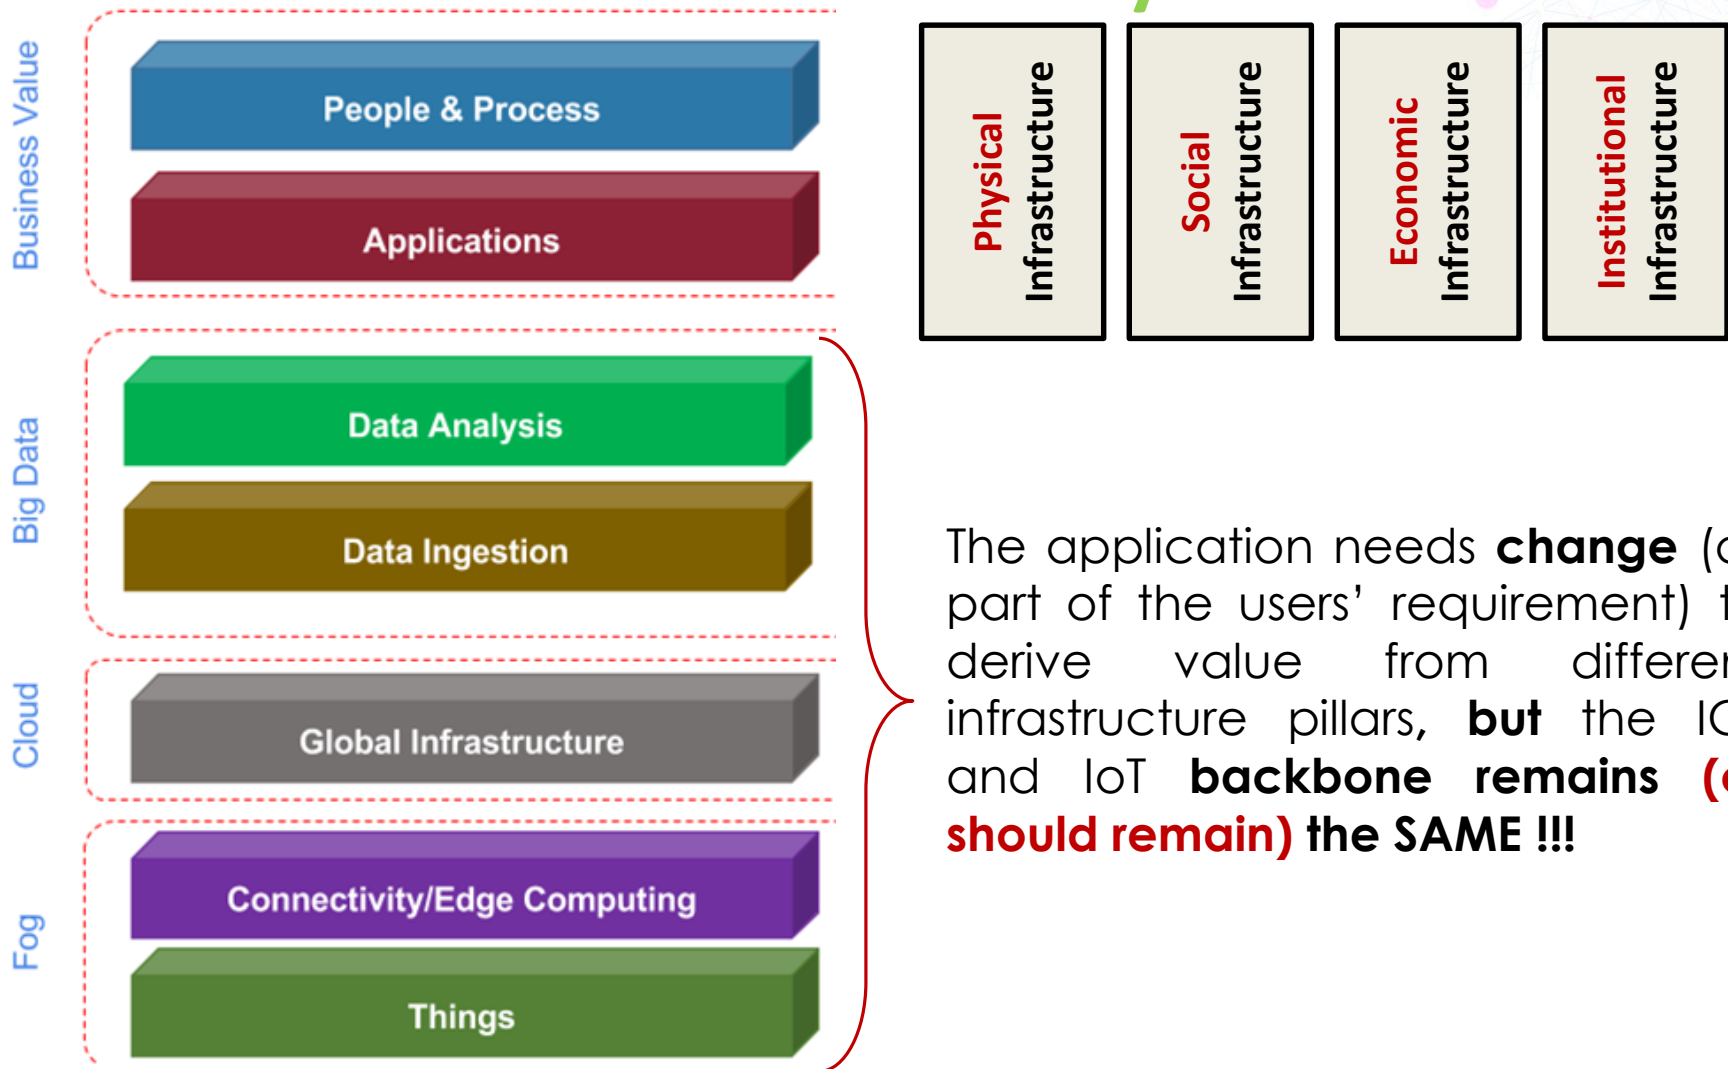 Business Value
People & Process
Applications
Big Data
Data Analysis
Data Ingestion
Cloud
Global Infrastructure
Fog
Connectivity/Edge Computing
Things
Physical
Infrastructure
Social
Infrastructure
Economic
Infrastructure
Institutional
Infrastructure
The application needs change
part of the users’ requirement)
derive value from
infrastructure pillars, but the
and IoT backbone remains
should remain) the SAME !!!